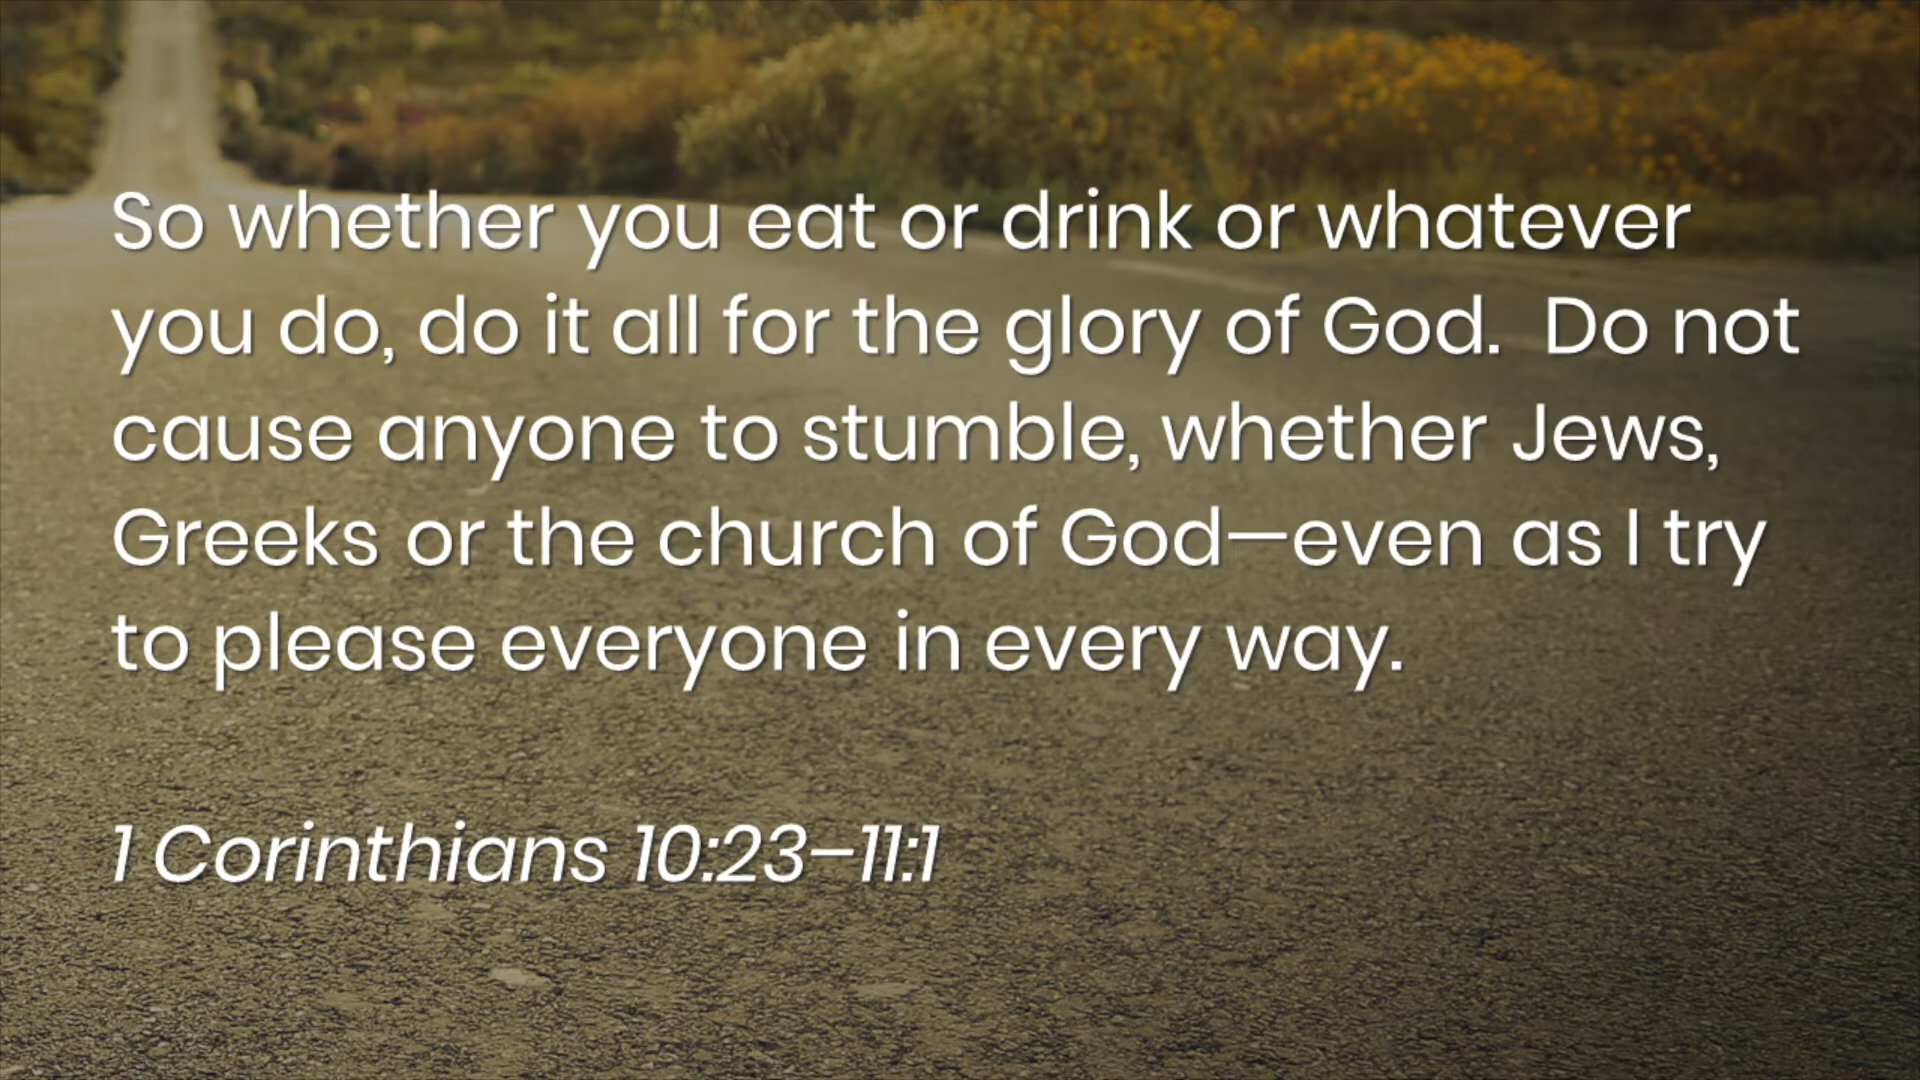 So whether you eat or drink or whatever
you do, do it all for the glory of God.  Do not
cause anyone to stumble, whether Jews,
Greeks or the church of God—even as I try
to please everyone in every way.
1 Corinthians 10:23–11:1